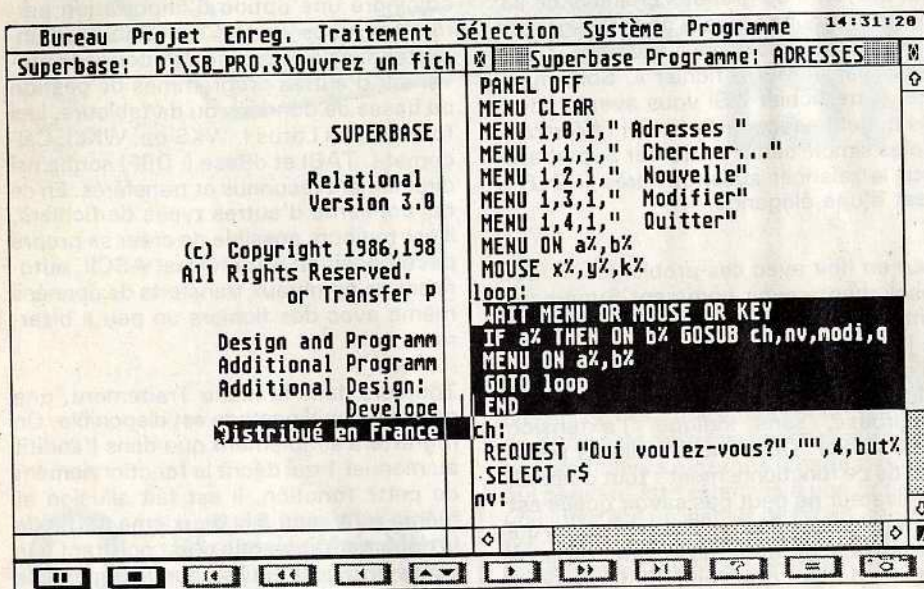 Bureau Projet Enreg. Traitement Sélection Système Programme 14:31:20
Superbase: D:\SB_PRO.3\Ouvrez un fich
SUPERBASE
Relational
Version 3.0
(c) Copyright 1986,198
All Rights Reserved.
or Transfer P
Design and Programm
Additional Programm
Additional Design:
Develope
Distribué en France
Superbase Programme: ADRESSES
PANEL OFF
MENU CLEAR
MENU 1,0,1," Adresses "
MENU 1,1,1," Chercher..."
MENU 1,2,1," Nouvelle"
MENU 1,3,1," Modifier"
MENU 1,4,1," Quitter"
MENU ON a%,b%
MOUSE x%,y%,k%
loop:
WAIT MENU OR MOUSE OR KEY
IF a% THEN ON b% GOSUB ch,nv,modi,q
MENU ON a%,b%
GOTO loop
END
ch:
REQUEST "Qui voulez-vous?","",4,but%
SELECT r$
nv: